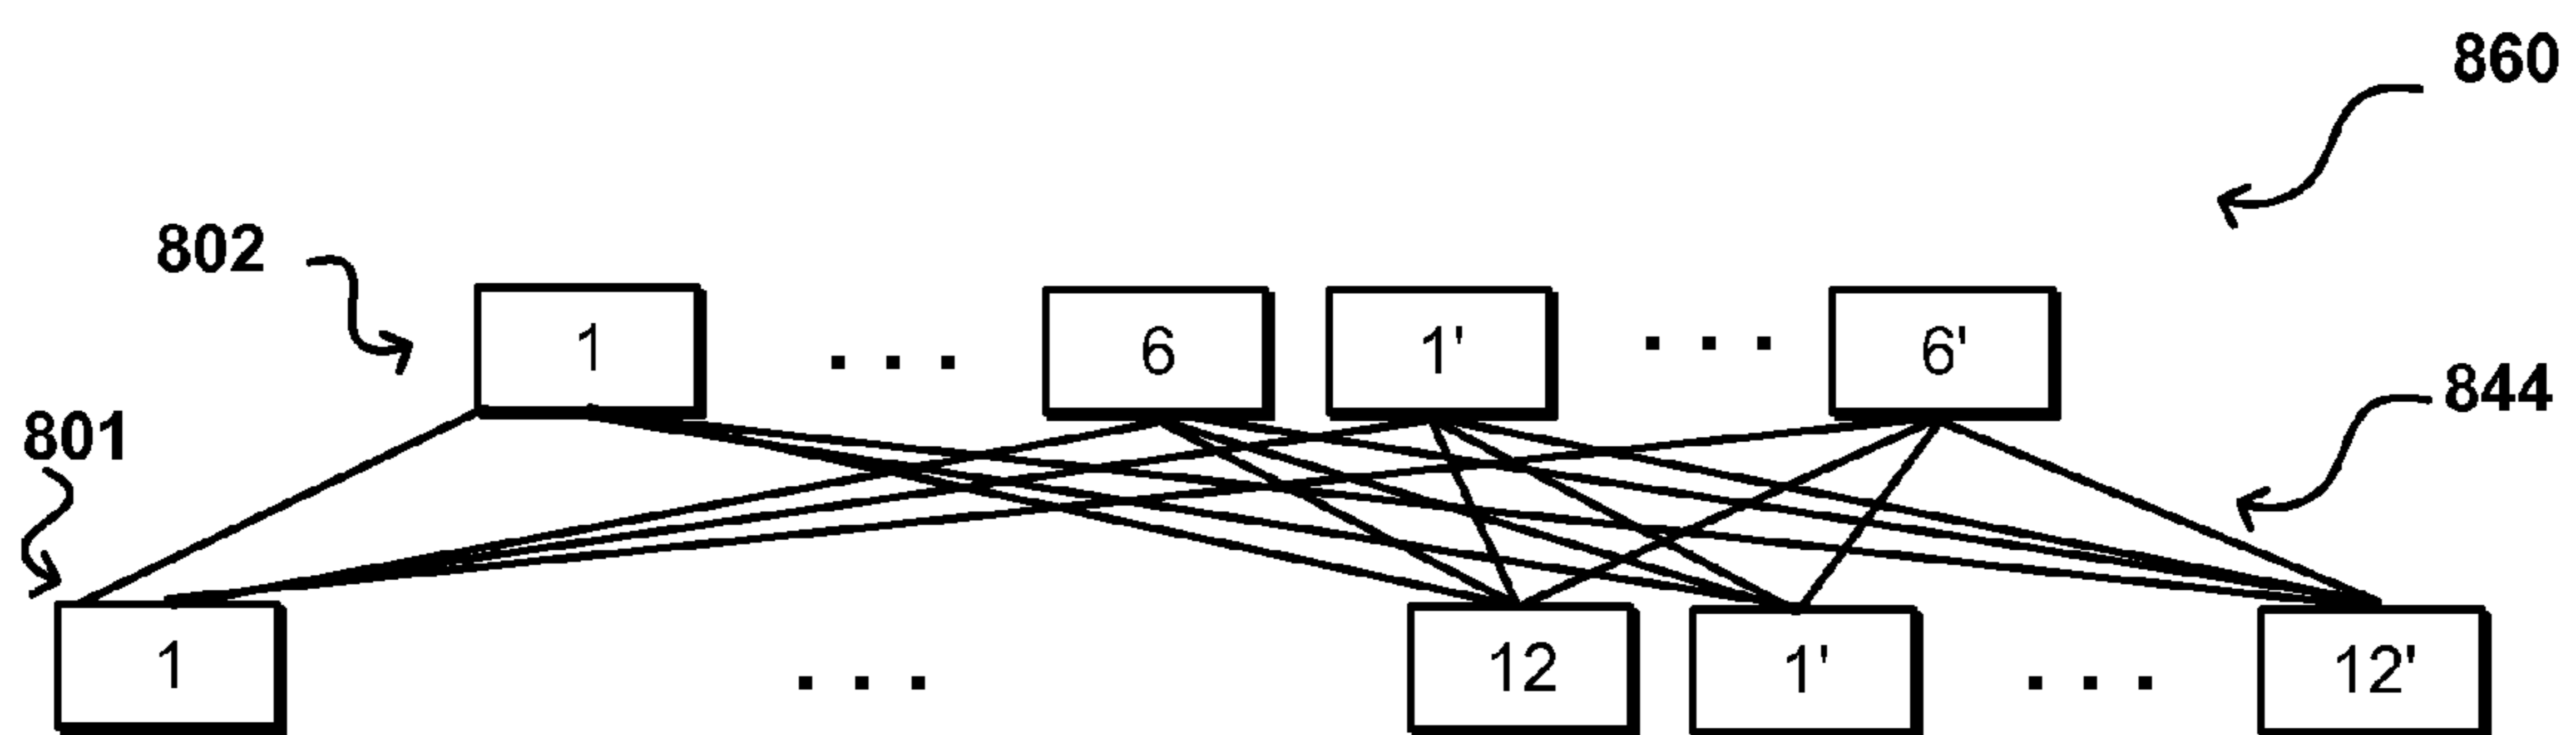 860
802
1 . . . 6 1' . . . 6'
844
801
1 . . . 12 1' . . . 12'